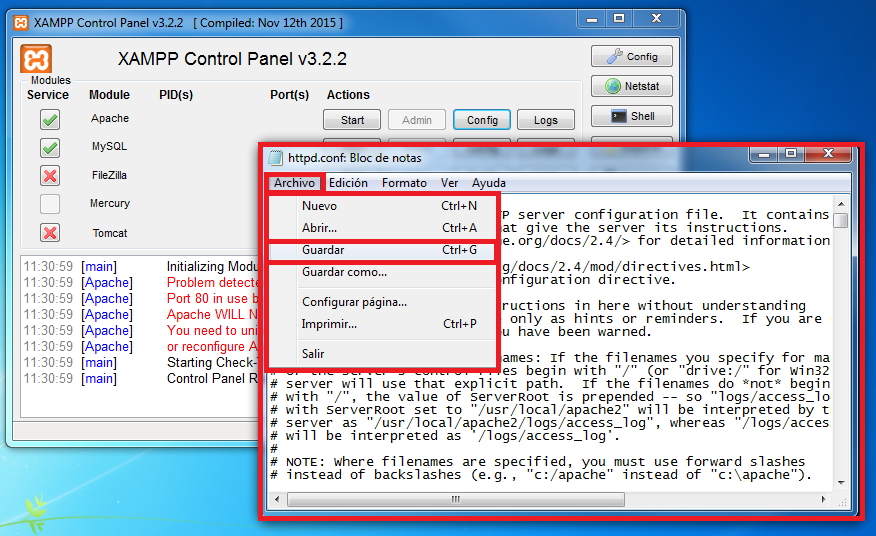 XAMPP Control Panel v3.2.2 [ Compiled: Nov 12th 2015 ]
XAMPP Control Panel v3.2.2
Config
Netstat
Shell
Modules
Service Module PID(s) Port(s) Actions
Apache Start Admin Config Logs
MySQL
FileZilla
Mercury
Tomcat
11:30:59 [main] Initializing Modu
11:30:59 [Apache] Problem detecte
11:30:59 [Apache] Port 80 in use b
11:30:59 [Apache] Apache WILL N
11:30:59 [Apache] You need to uni
11:30:59 [Apache] or reconfigure A
11:30:59 [main] Starting Check-T
11:30:59 [main] Control Panel R
httpd.conf: Bloc de notas
Archivo Edición Formato Ver Ayuda
Nuevo Ctrl+N
Abrir... Ctrl+A
Guardar Ctrl+G
Guardar como...
Configurar página...
Imprimir... Ctrl+P
Salir
TP server configuration file. It contains
hat give the server its instructions.
e.org/docs/2.4/> for detailed information
rg/docs/2.4/mod/directives.html>
nfiguration directive.
ructions in here without understanding
only as hints or reminders. If you are
u have been warned.
names: If the filenames you specify for ma
# of the server's control files begin with "/" (or "drive:/" for Win32
# server will use that explicit path. If the filenames do *not* begin
# with "/", the value of ServerRoot is prepended -- so "logs/access_lo
# with ServerRoot set to "/usr/local/apache2" will be interpreted by th
# server as "/usr/local/apache2/logs/access_log", whereas "/logs/acces
# will be interpreted as '/logs/access_log'.
#
# NOTE: Where filenames are specified, you must use forward slashes
# instead of backslashes (e.g., "c:/apache" instead of "c:\apache").